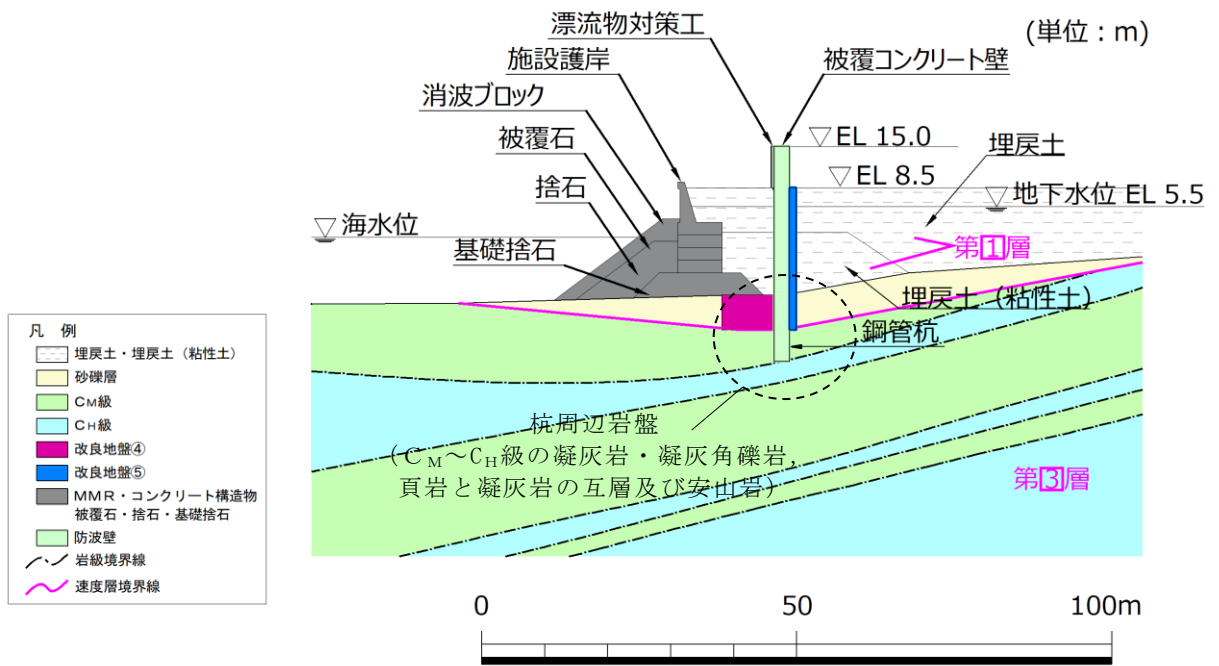 漂流物対策工
(単位：m)
施設護岸
被覆コンクリート壁
消波ブロック
被覆石
EL 15.0
埋戻土
捨石
EL 8.5
地下水位 EL 5.5
海水位
基礎捨石
第1層
埋戻土（粘性土）
鋼管杭
杭周辺岩盤
（CM～CH級の凝灰岩・凝灰角礫岩,
頁岩と凝灰岩の互層及び安山岩）
第3層
凡 例
埋戻土・埋戻土（粘性土）
砂礫層
CM級
CH級
改良地盤④
改良地盤⑤
MMR・コンクリート構造物
被覆石・捨石・基礎捨石
防波壁
岩級境界線
速度層境界線
0 50 100m